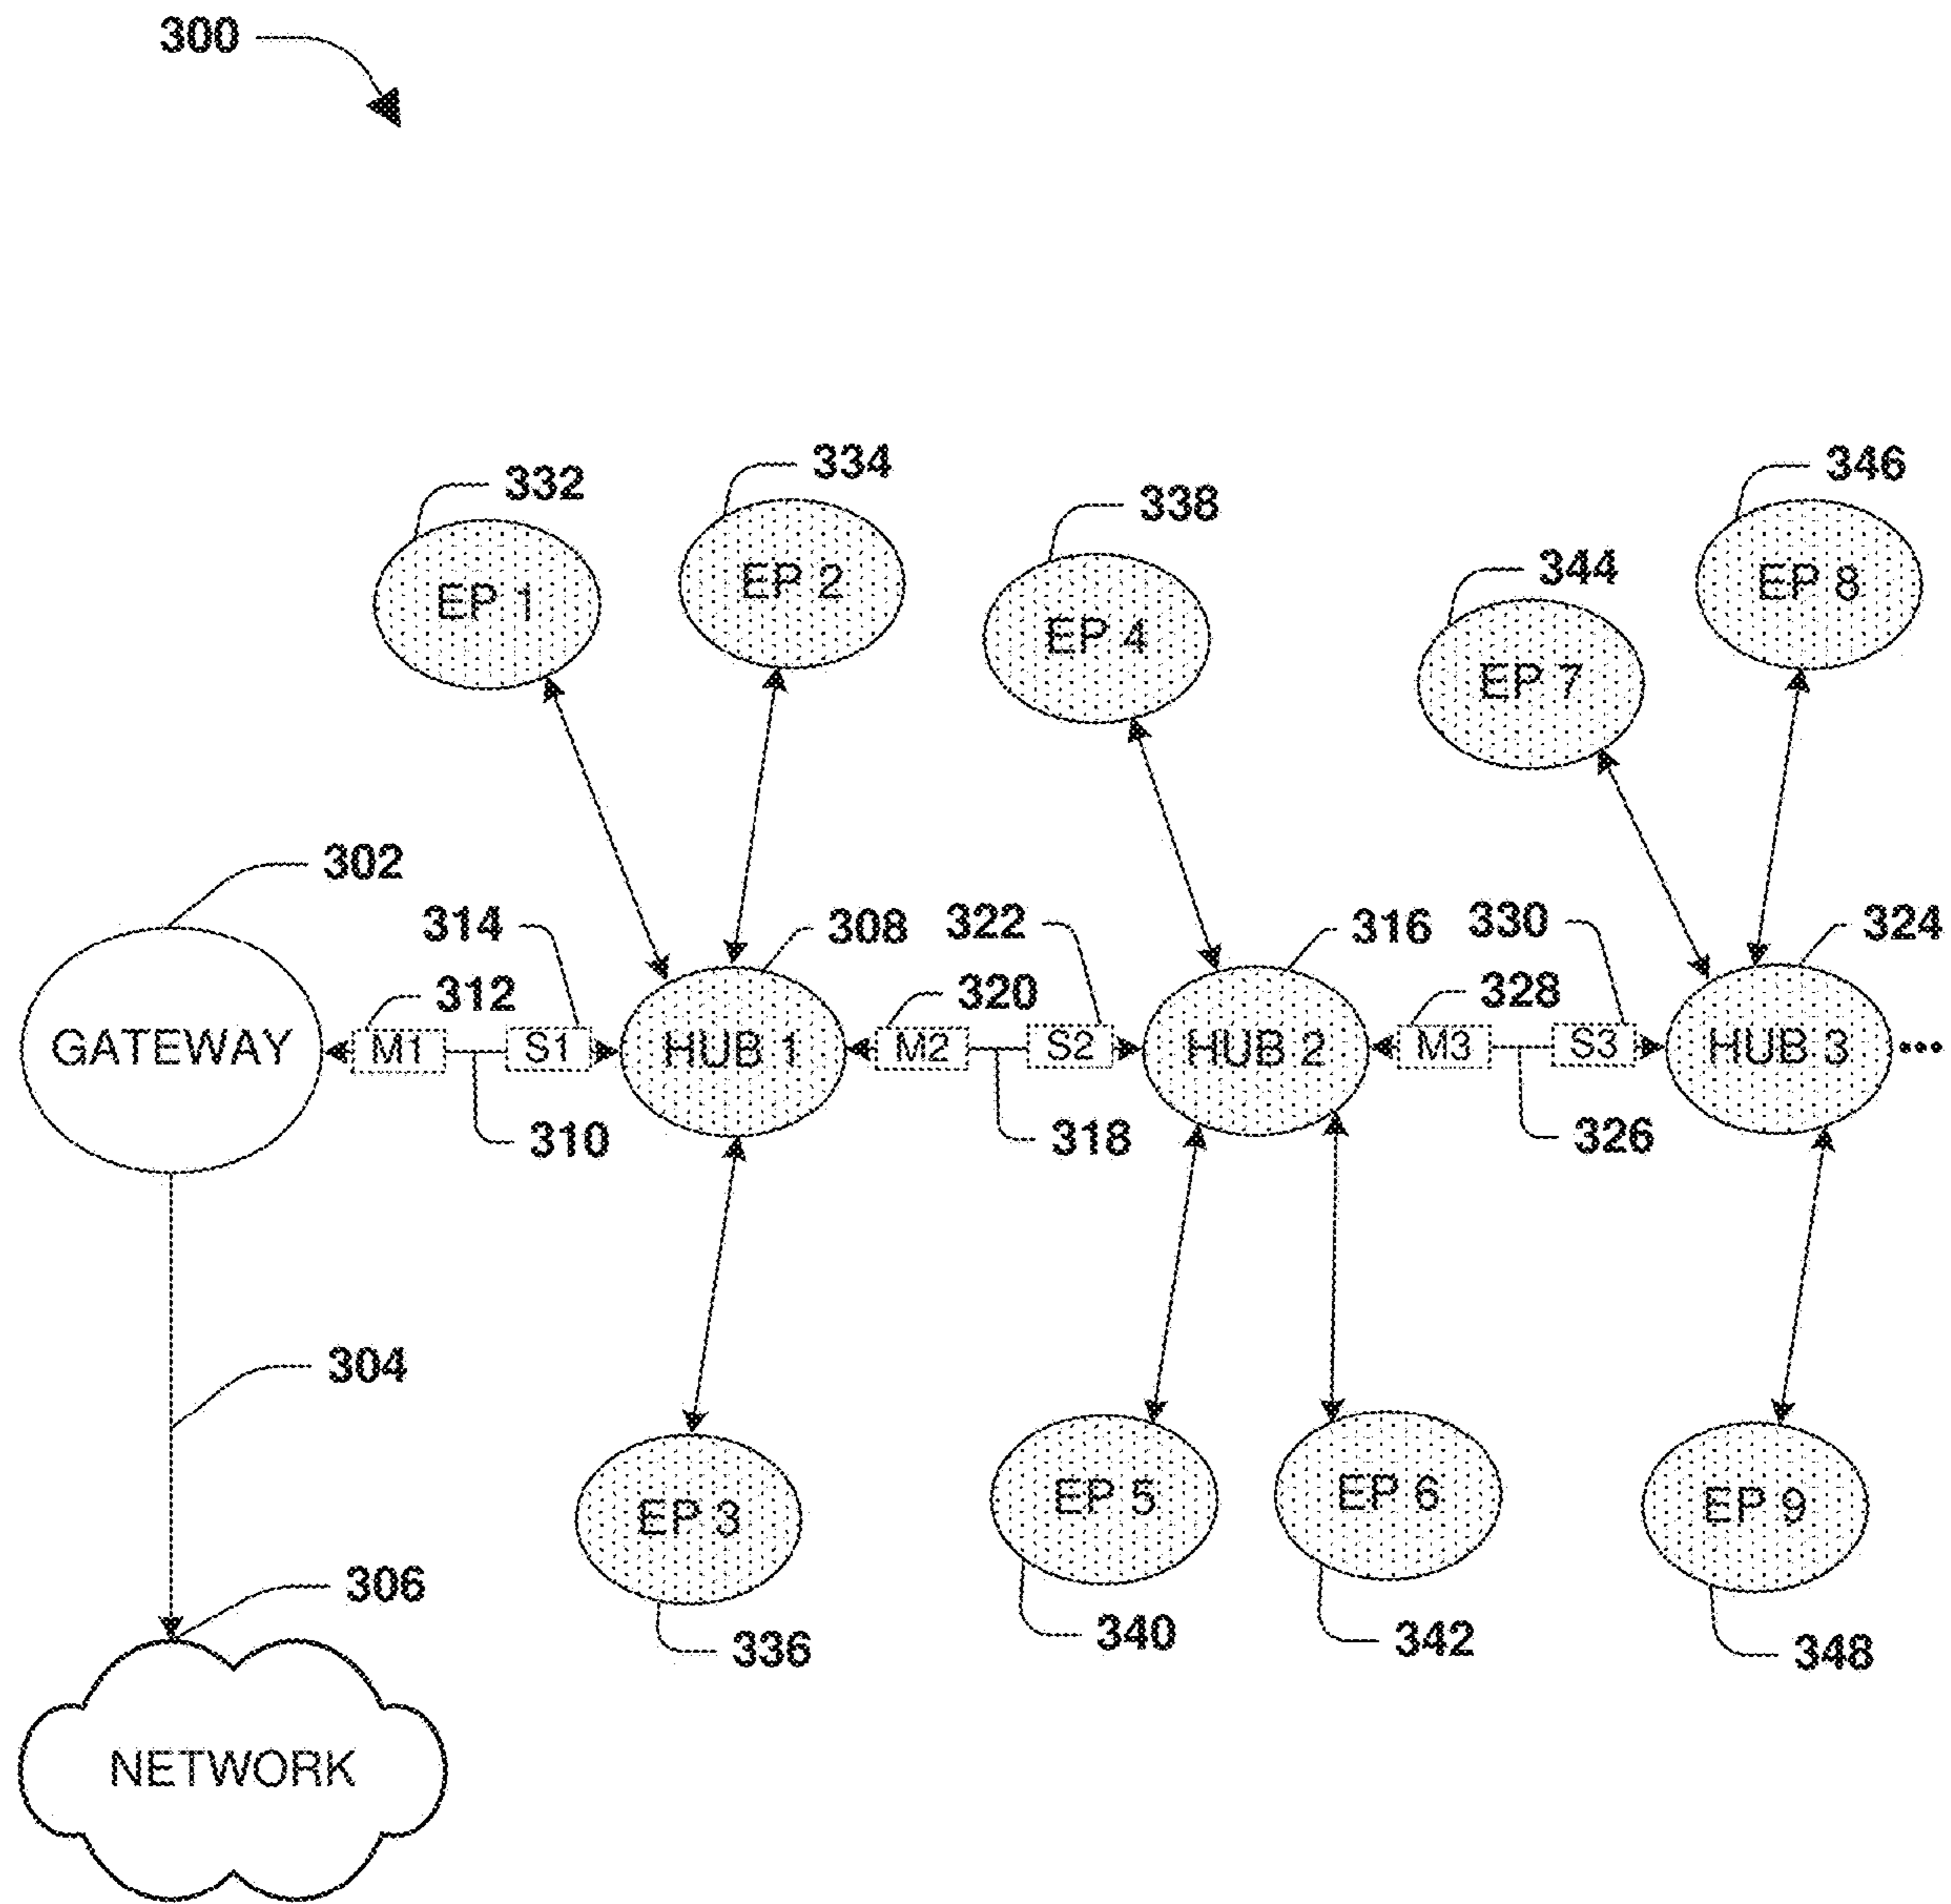 300
332
334
338
346
344
EP 1
EP 2
EP 4
EP 7
EP 8
302
314
308
322
316
330
324
312
320
328
GATEWAY
M1
S1
HUB 1
M2
S2
HUB 2
M3
S3
HUB 3
•••
310
318
326
304
EP 3
EP 5
EP 6
EP 9
306
336
340
342
348
NETWORK